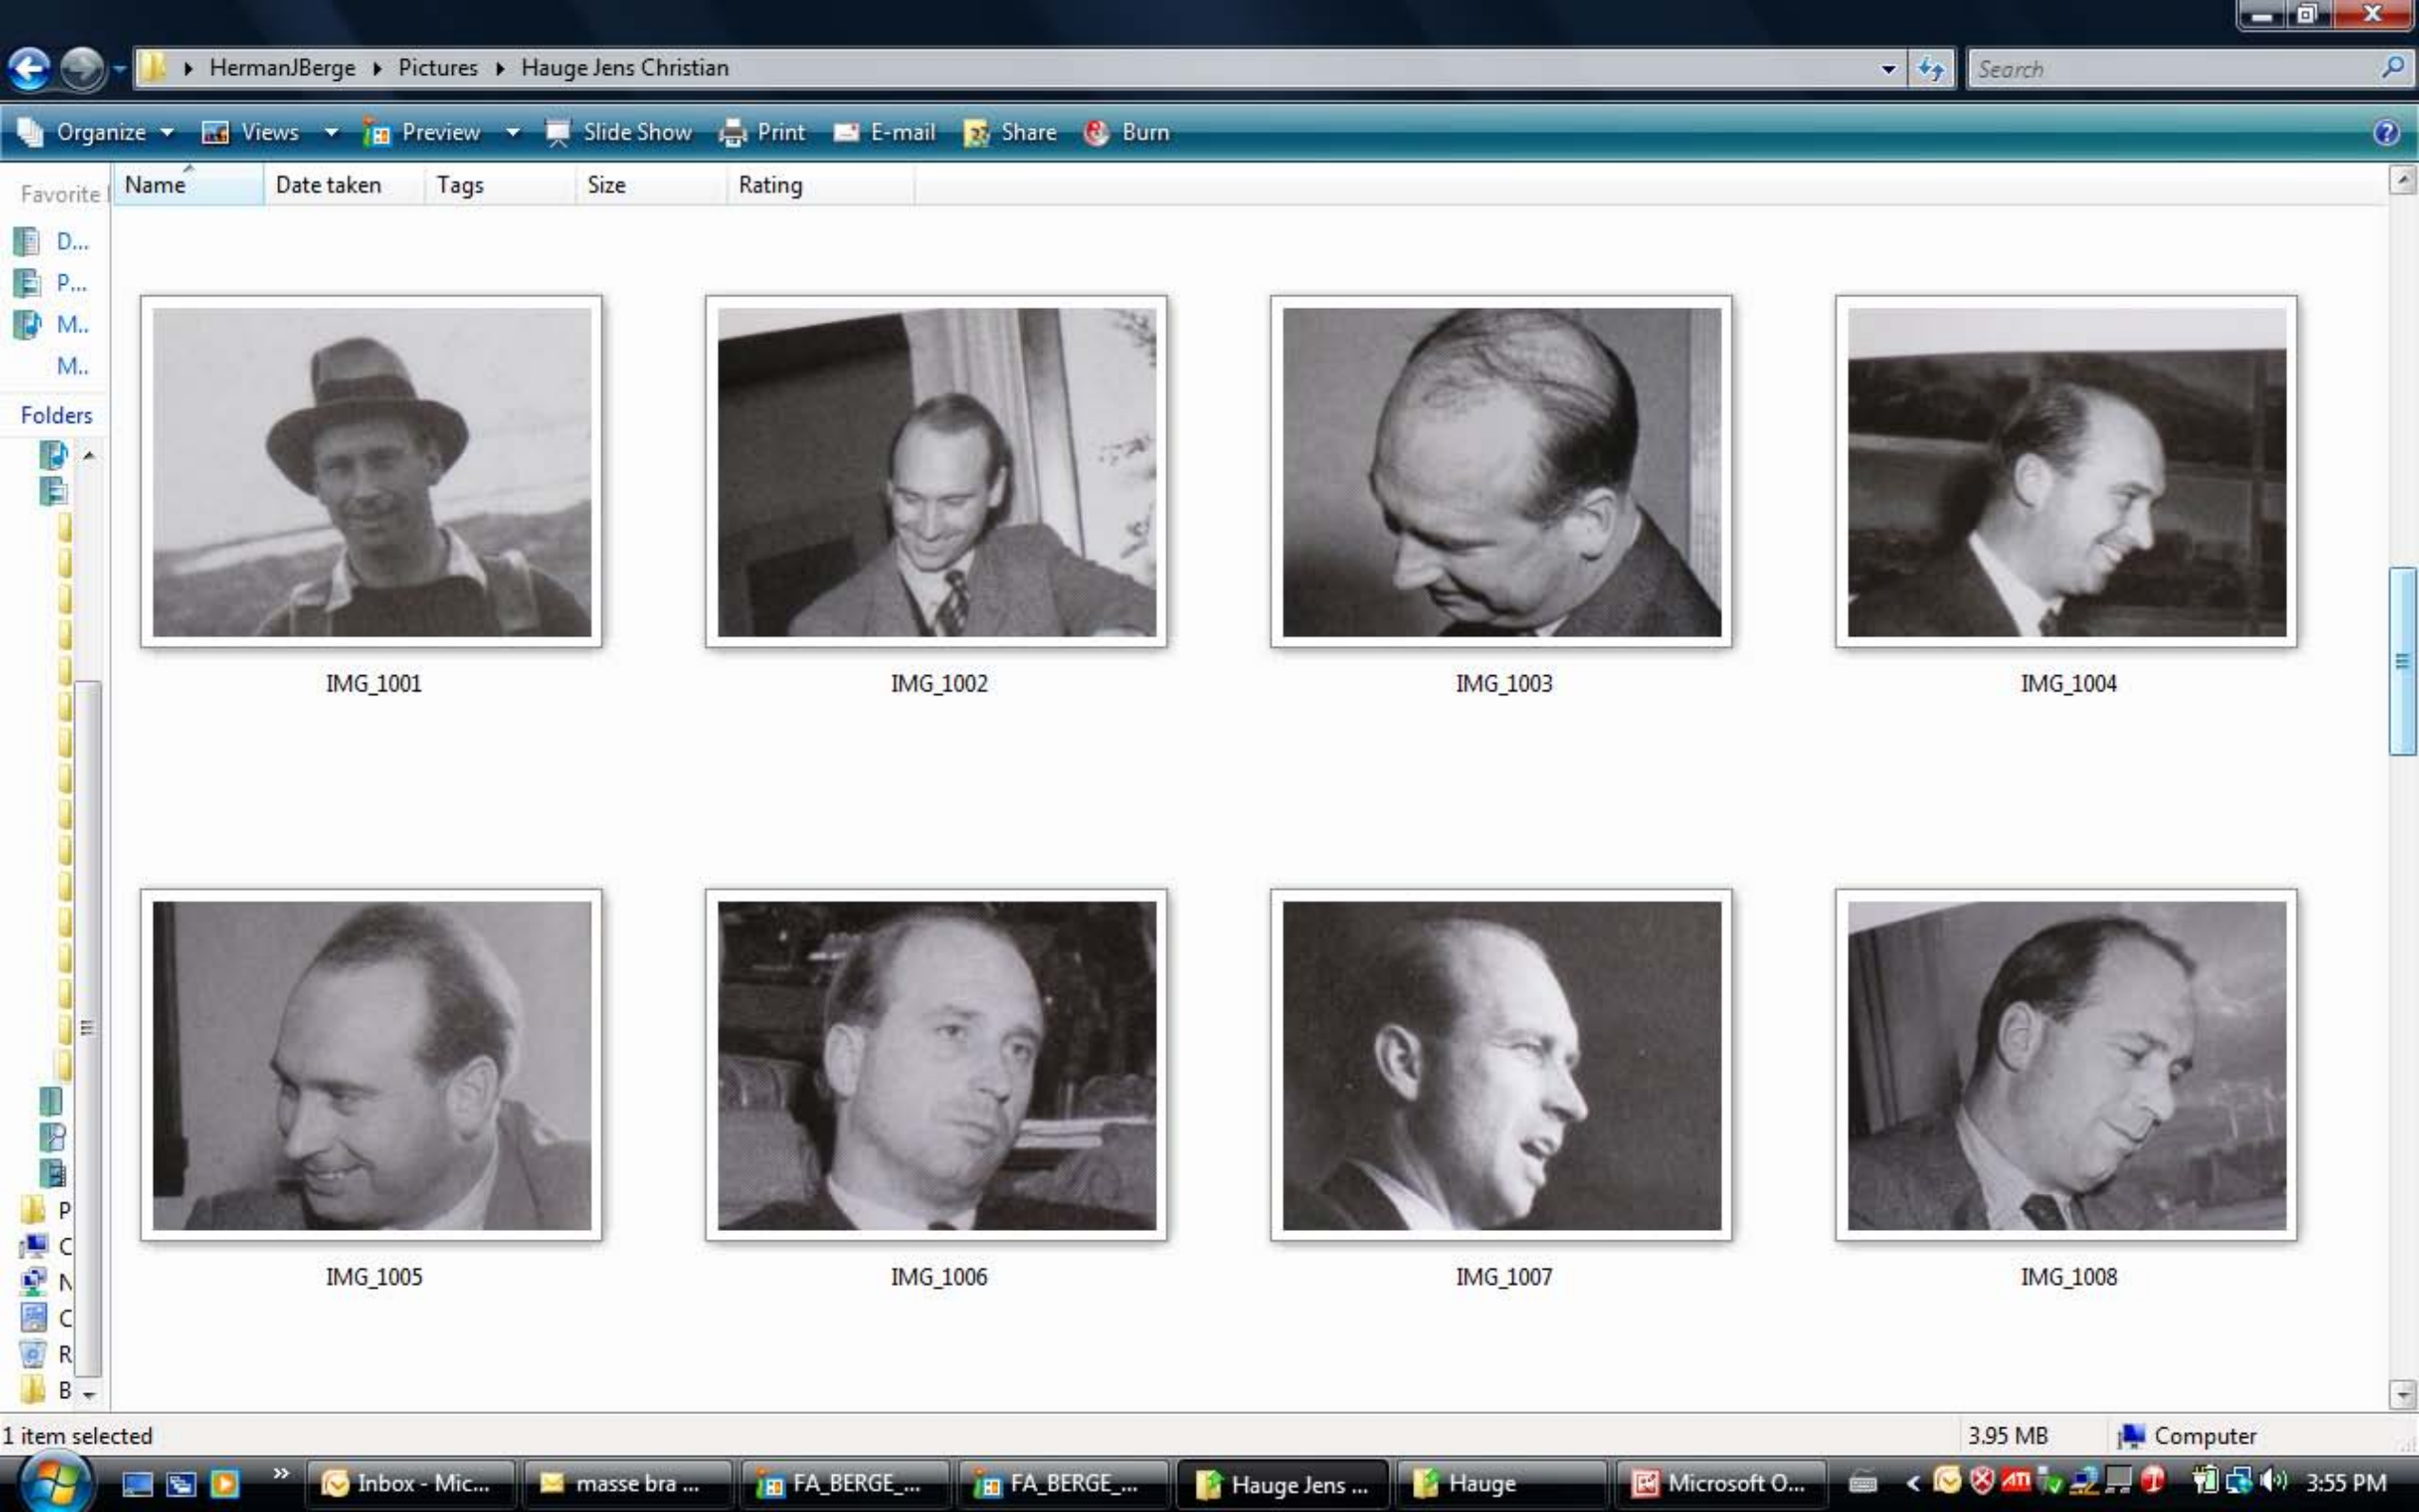 HermanJBerge Pictures Hauge Jens Christian
Search
Organize Views Preview Slide Show Print E-mail Share Burn
Name Date taken Tags Size Rating
Favorite
D...
P...
M..
M..
Folders
IMG_1001 IMG_1002 IMG_1003 IMG_1004
IMG_1005 IMG_1006 IMG_1007 IMG_1008
P
C
N
C
R
B
1 item selected 3.95 MB Computer
Inbox - Mic... masse bra ... FA_BERGE_... FA_BERGE_... Hauge Jens ... Hauge Microsoft O... ATI 3:55 PM